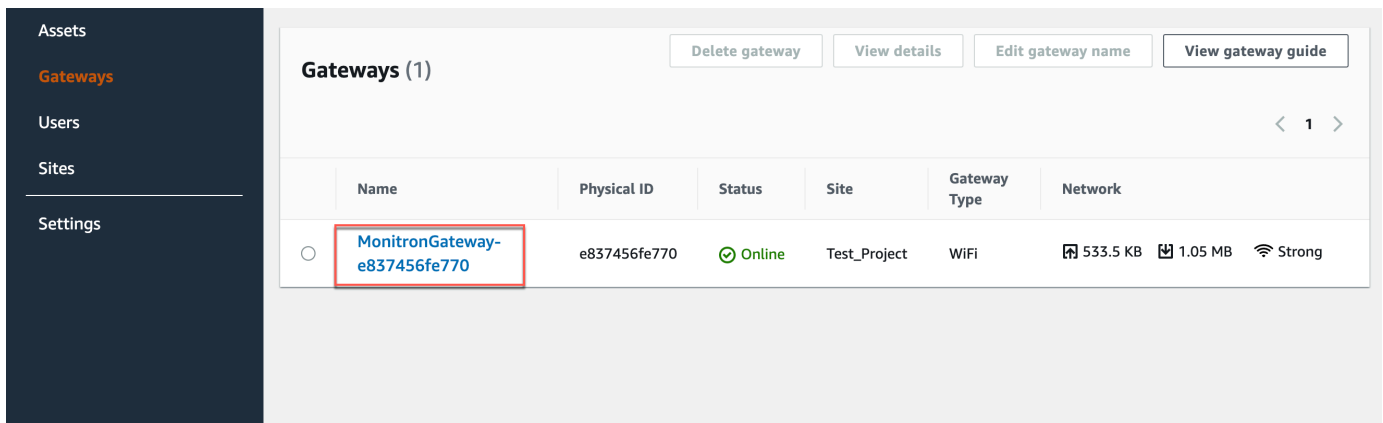 Assets
Gateways
Users
Sites
Settings
Gateways (1)
Delete gateway
View details
Edit gateway name
View gateway guide
1
Name
Physical ID
Status
Site
Gateway
Type
Network
MonitronGateway-
e837456fe770
e837456fe770
Online
Test_Project
WiFi
533.5 KB
1.05 MB
Strong